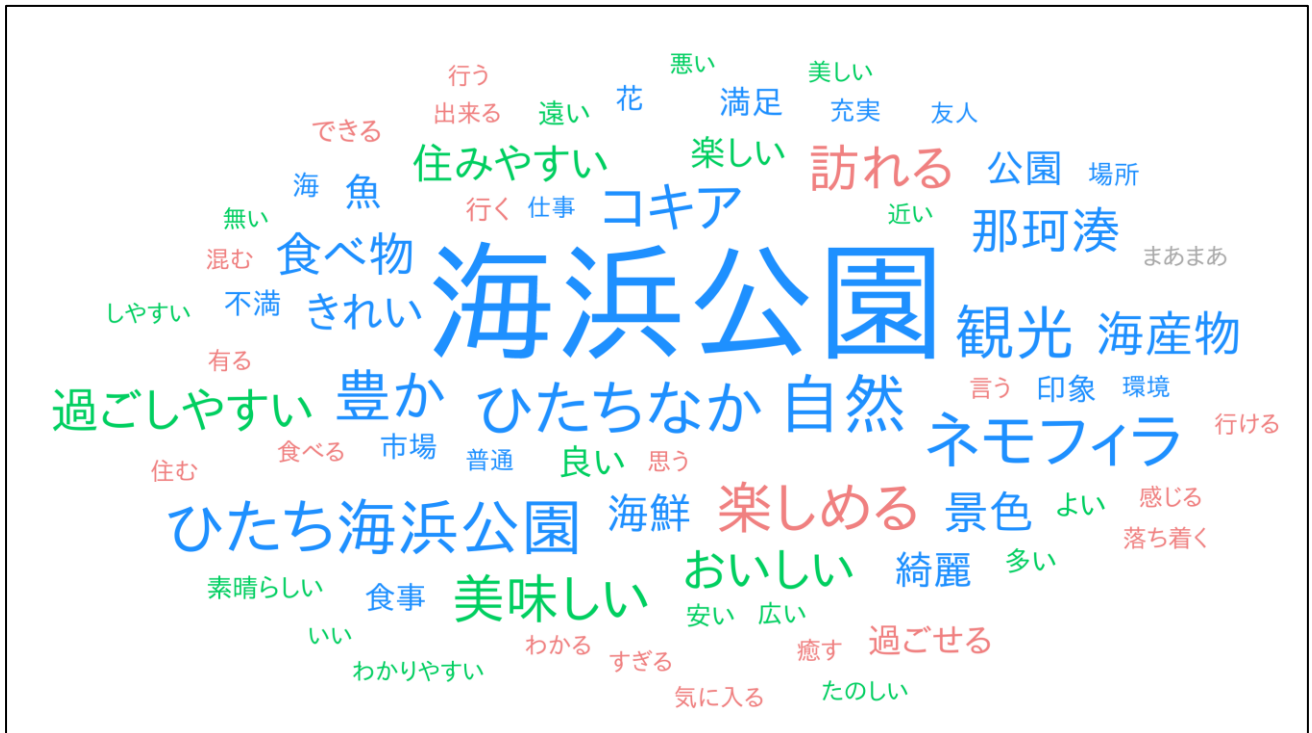 悪い 美しい
行う
出来る 遠い 花 満足 充実 友人
できる 住みやすい 楽しい 訪れる 公園 場所
海 魚 行く 仕事 コキア 近い 那珂湊
無い
混む 食べ物 海浜公園 まあまあ
しやすい 不満 きれい 観光 海産物
有る
過ごしやすい 豊か ひたちなか 自然 言う 印象 環境
住む 食べる 市場 普通 良い 思う ネモフィラ 行ける
ひたち海浜公園 海鮮 楽しめる 景色 よい 感じる
落ち着く
素晴らしい 食事 美味しい おいしい 綺麗 多い
安い 広い
いい わかりやすい わかる すぎる 癒す 過ごせる
気に入る たのしい